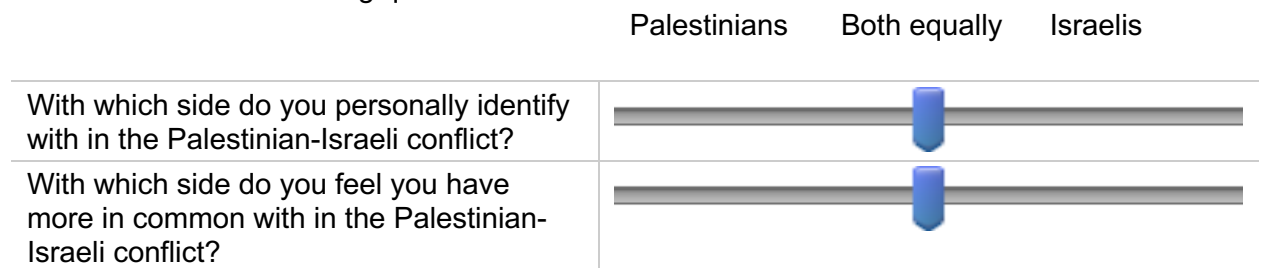 Palestinians Both equally Israelis
With which side do you personally identify
with in the Palestinian-Israeli conflict?
With which side do you feel you have
more in common with in the Palestinian-
Israeli conflict?